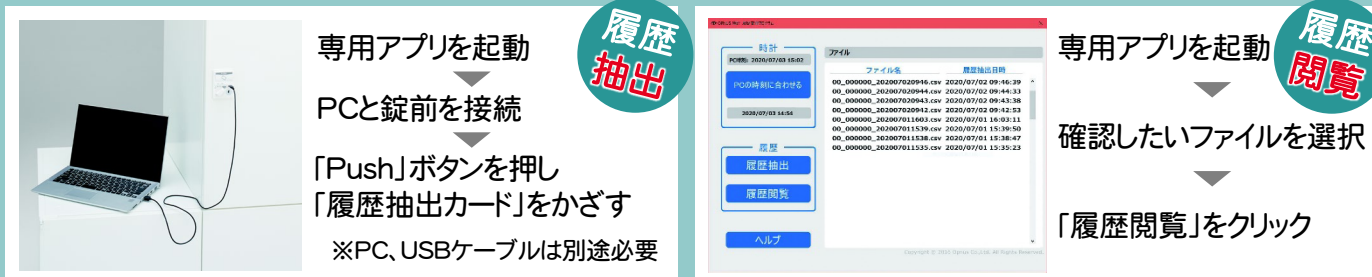 専用アプリを起動
PCと錠前を接続
「Push」ボタンを押し
「履歴抽出カード」をかざす
※PC、USBケーブルは別途必要
履歴
抽出
時計
PC時刻: 2020/07/03 15:02
PCの時刻に合わせる
2020/07/03 14:54
履歴
履歴抽出
履歴閲覧
ヘルプ
ファイル
ファイル名 履歴抽出日時
00_000000_202007020946.csv 2020/07/02 09:46:39
00_000000_202007020944.csv 2020/07/02 09:44:33
00_000000_202007020943.csv 2020/07/02 09:43:38
00_000000_202007020942.csv 2020/07/02 09:42:53
00_000000_202007011603.csv 2020/07/01 16:03:11
00_000000_202007011539.csv 2020/07/01 15:39:50
00_000000_202007011538.csv 2020/07/01 15:38:47
00_000000_202007011535.csv 2020/07/01 15:35:23
専用アプリを起動
確認したいファイルを選択
「履歴閲覧」をクリック
履歴
閲覧